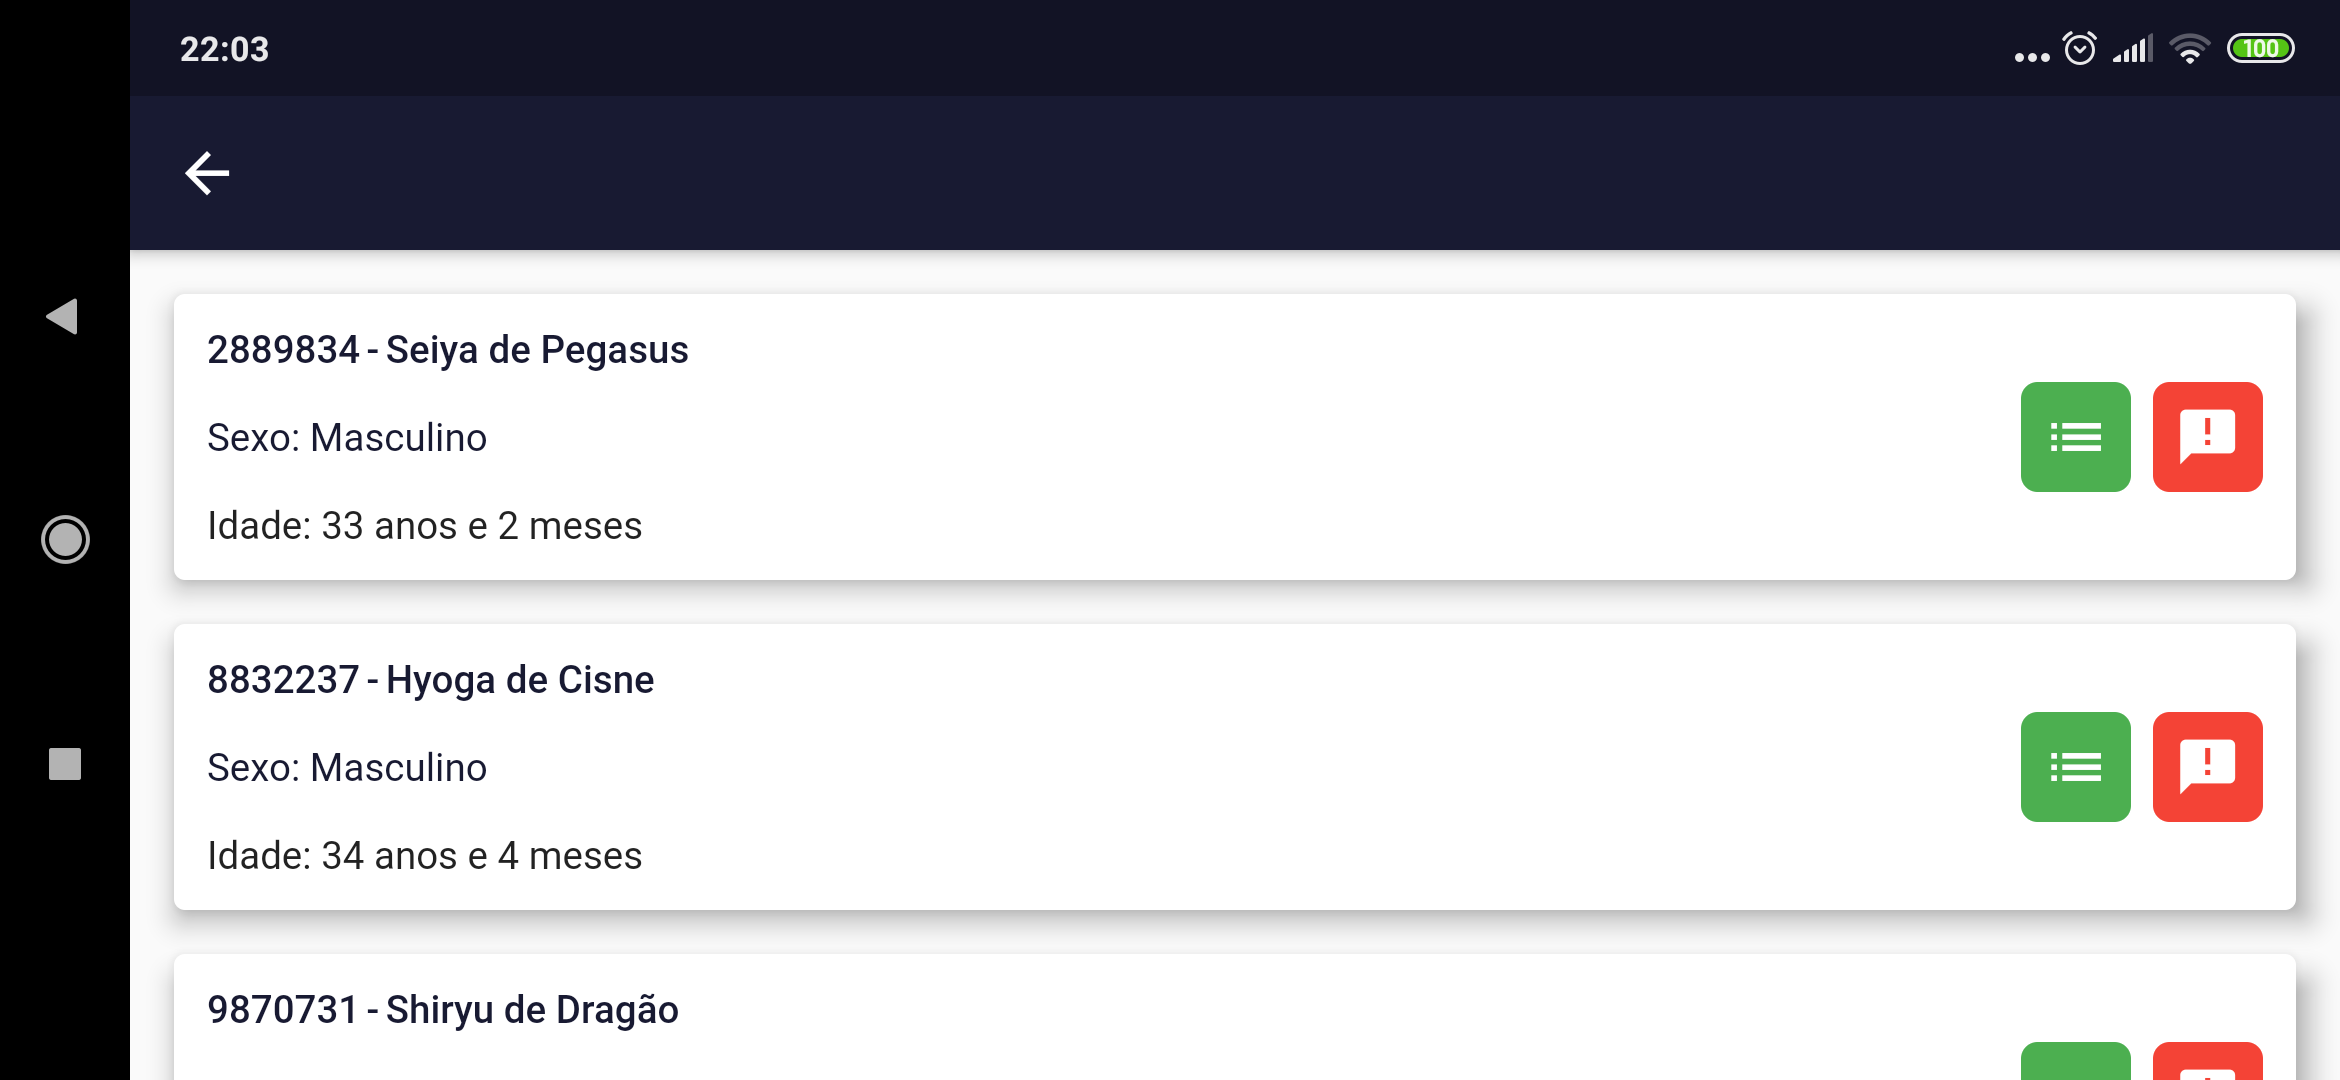 22:03
100
2889834 - Seiya de Pegasus
Sexo: Masculino
Idade: 33 anos e 2 meses
8832237 - Hyoga de Cisne
Sexo: Masculino
Idade: 34 anos e 4 meses
9870731 - Shiryu de Dragão